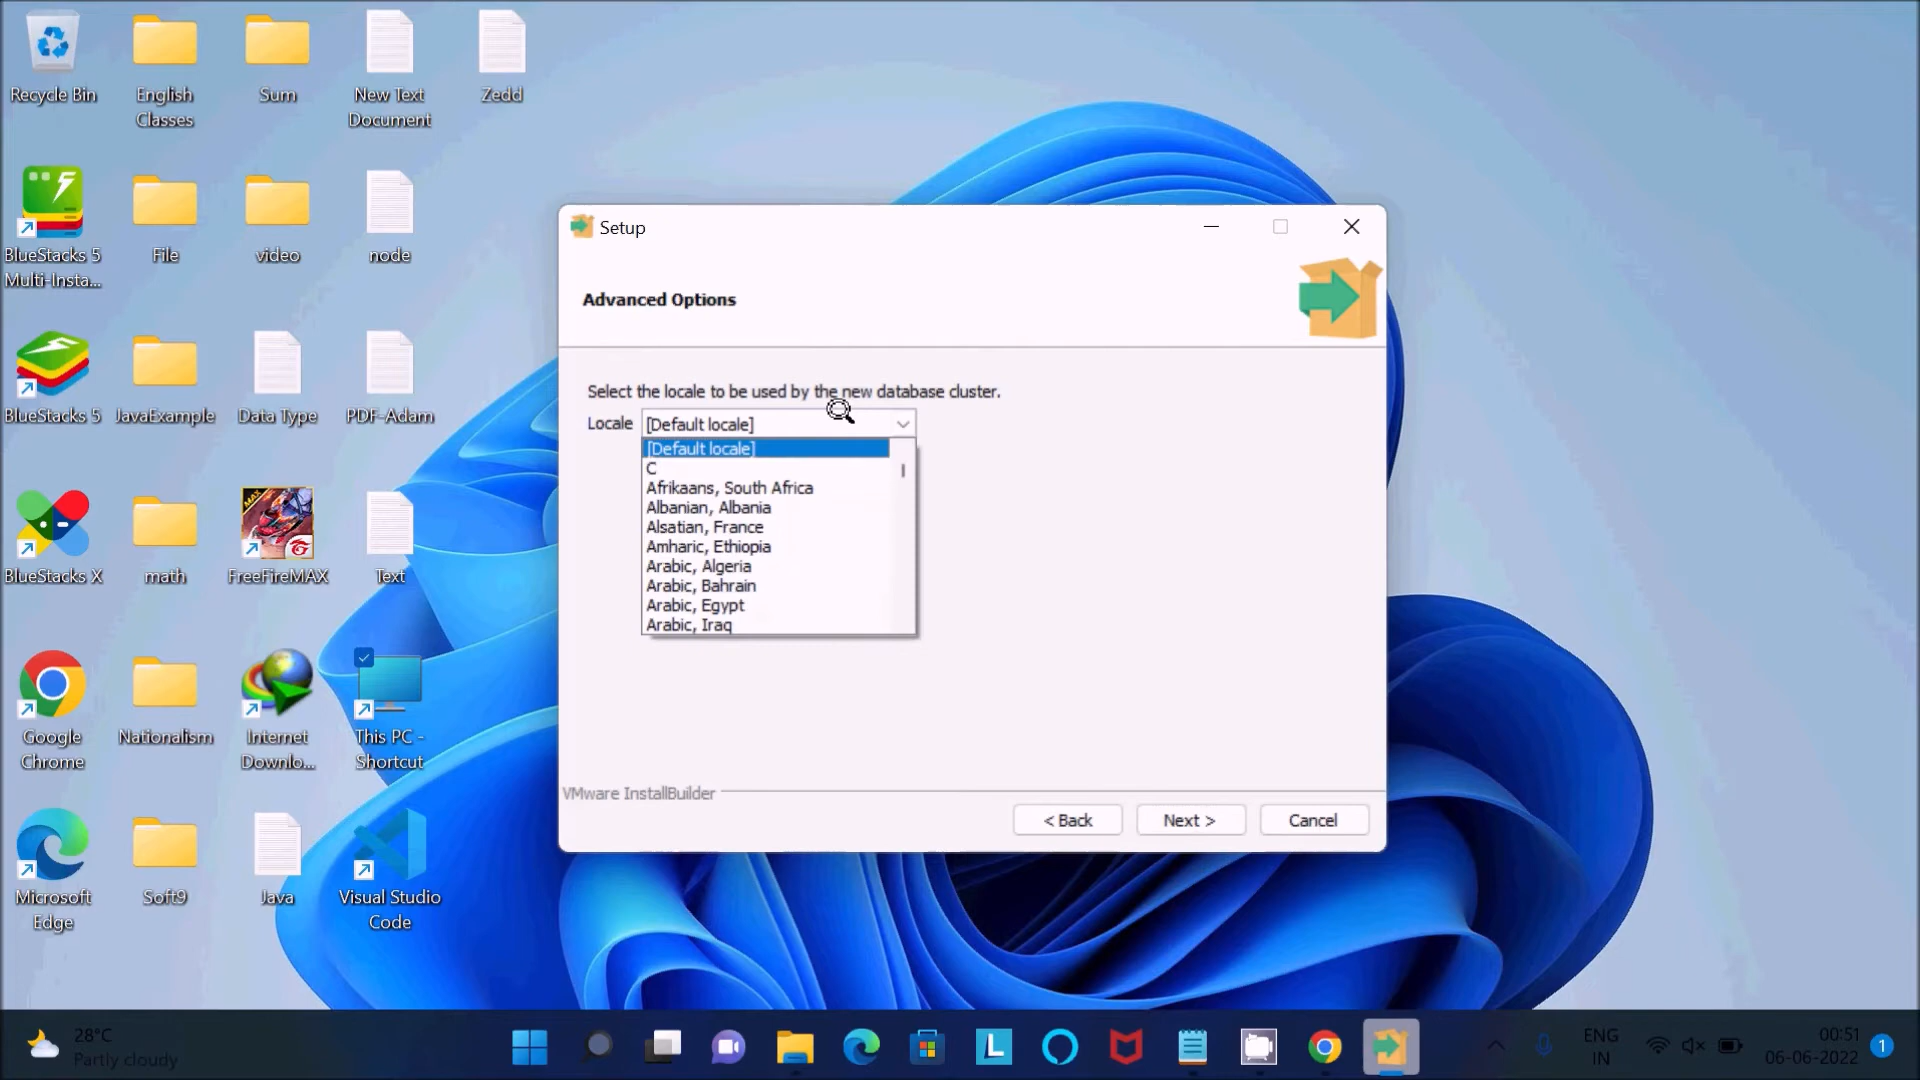 Recycle Bin
English
Classes
Sum
New Text
Document
Zedd
BlueStacks 5
Multi-Insta...
File
video
node
BlueStacks 5
JavaExample
Data Type
PDF-Adam
BlueStacks X
math
MAX
FreeFireMAX
Text
Google
Chrome
Nationalism
Internet
Downlo...
This PC -
Shortcut
Microsoft
Edge
Soft9
Java
Visual Studio
Code
Setup
Advanced Options
Select the locale to be used by the new database cluster.
Locale
[Default locale]
[Default locale]
C
Afrikaans, South Africa
Albanian, Albania
Alsatian, France
Amharic, Ethiopia
Arabic, Algeria
Arabic, Bahrain
Arabic, Egypt
Arabic, Iraq
VMware InstallBuilder
< Back
Next >
Cancel
28°C
Partly cloudy
L
ENG
IN
00:51
06-06-2022
1